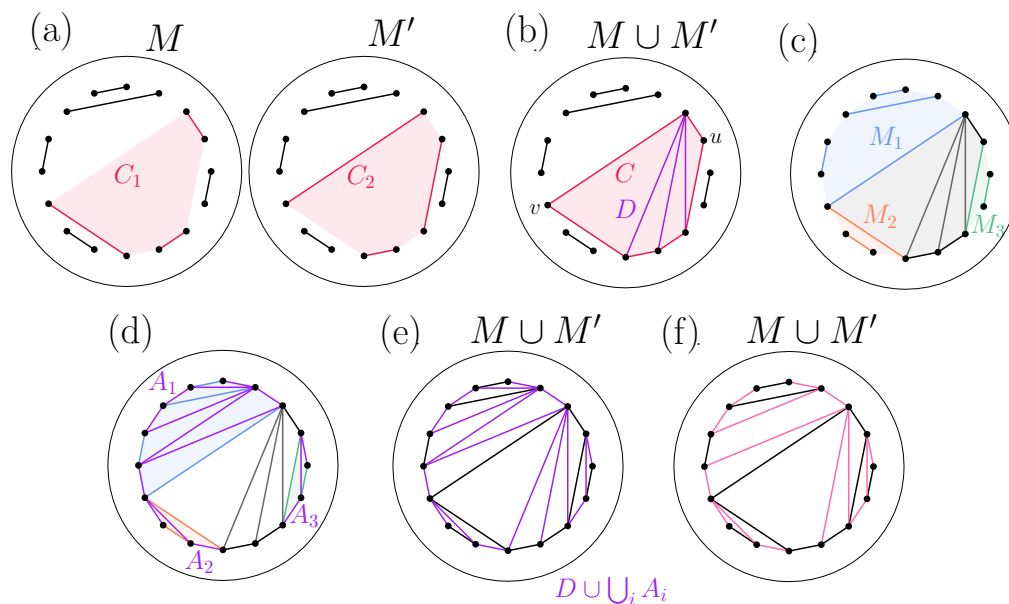 (a)
M
M′
(b)
M ∪ M′
(c)
C₁
C₂
C
D
u
v
M₁
M₂
M₃
(d)
(e)
M ∪ M′
(f)
M ∪ M′
A₁
A₂
A₃
D ∪ ⋃ᵢ Aᵢ